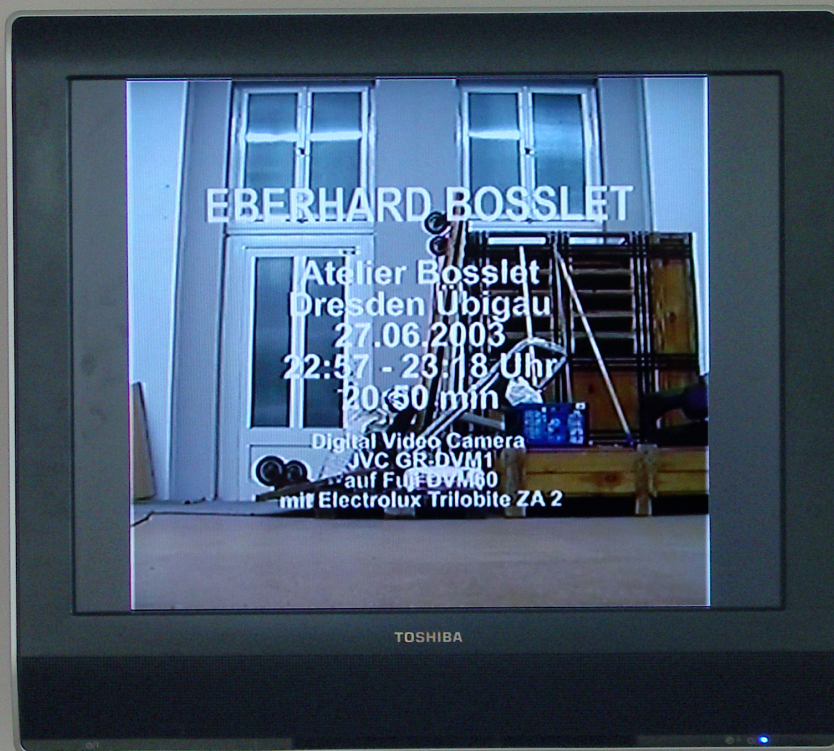 EBERHARD BOSSLET
Atelier Bosslet
Dresden Übigau
27.06.2003
22:57 - 23:18 Uhr
20:50 min
Digital Video Camera
JVC GR-DVM1
auf Fuji DVM60
mit Electrolux Trilobite ZA 2
TOSHIBA